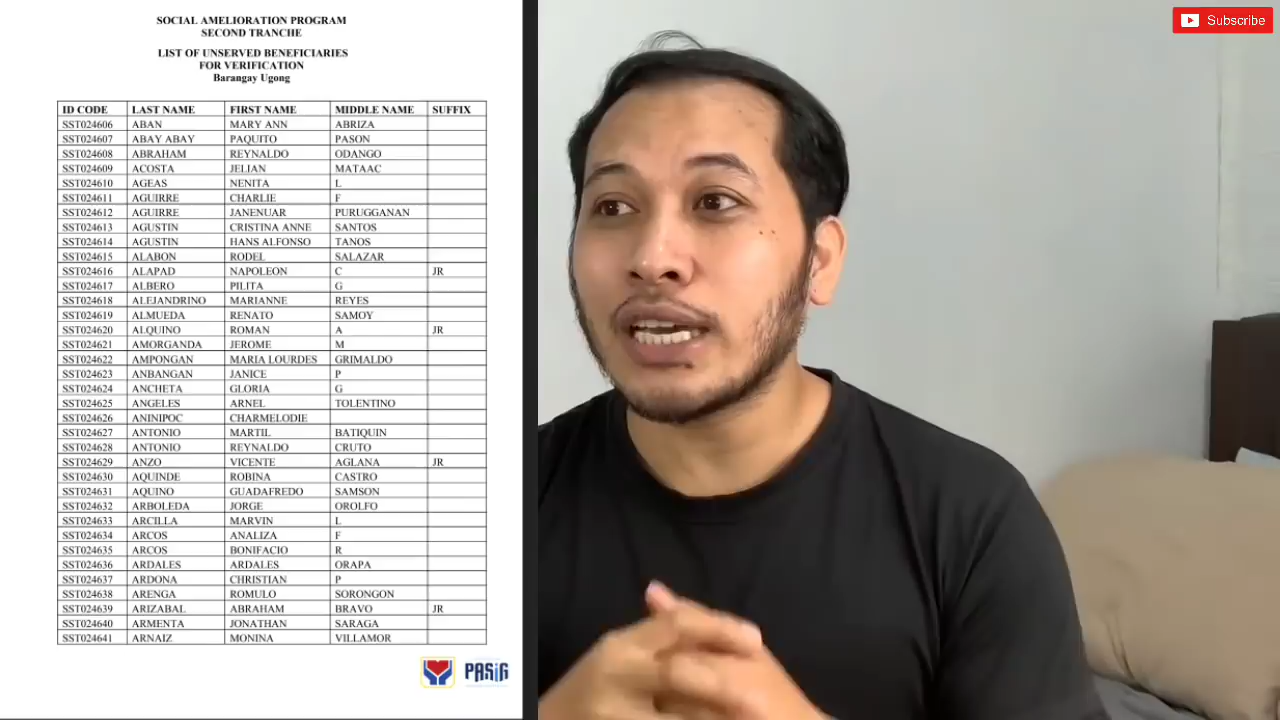 SOCIAL AMELIORATION PROGRAM
SECOND TRANCHE
LIST OF UNSERVED BENEFICIARIES
FOR VERIFICATION
Barangay Ugong
ID CODE LAST NAME FIRST NAME MIDDLE NAME SUFFIX
SST024606 ABAN MARY ANN ABRIZA
SST024607 ABAY ABAY PAQUITO PASON
SST024608 ABRAHAM REYNALDO ODANGO
SST024609 ACOSTA JELIAN MATAAC
SST024610 AGEAS NENITA L
SST024611 AGUIRRE CHARLIE F
SST024612 AGUIRRE JANENUAR PURUGGANAN
SST024613 AGUSTIN CRISTINA ANNE SANTOS
SST024614 AGUSTIN HANS ALFONSO TANOS
SST024615 ALABON RODEL SALAZAR
SST024616 ALAPAD NAPOLEON C JR
SST024617 ALBERO PILITA G
SST024618 ALEJANDRINO MARIANNE REYES
SST024619 ALMUEDA RENATO SAMOY
SST024620 ALQUINO ROMAN A JR
SST024621 AMORGANDA JEROME M
SST024622 AMPONGAN MARIA LOURDES GRIMALDO
SST024623 ANBANGAN JANICE P
SST024624 ANCHETA GLORIA G
SST024625 ANGELES ARNEL TOLENTINO
SST024626 ANINIPOC CHARMELODIE
SST024627 ANTONIO MARTIL BATIQUIN
SST024628 ANTONIO REYNALDO CRUTO
SST024629 ANZO VICENTE AGLANA JR
SST024630 AQUINDE ROBINA CASTRO
SST024631 AQUINO GUADAFREDO SAMSON
SST024632 ARBOLEDA JORGE OROLFO
SST024633 ARCILLA MARVIN L
SST024634 ARCOS ANALIZA F
SST024635 ARCOS BONIFACIO R
SST024636 ARDALES ARDALES ORAPA
SST024637 ARDONA CHRISTIAN P
SST024638 ARENGA ROMULO SORONGON
SST024639 ARIZABAL ABRAHAM BRAVO JR
SST024640 ARMENTA JONATHAN SARAGA
SST024641 ARNAIZ MONINA VILLAMOR
PASIG
Subscribe